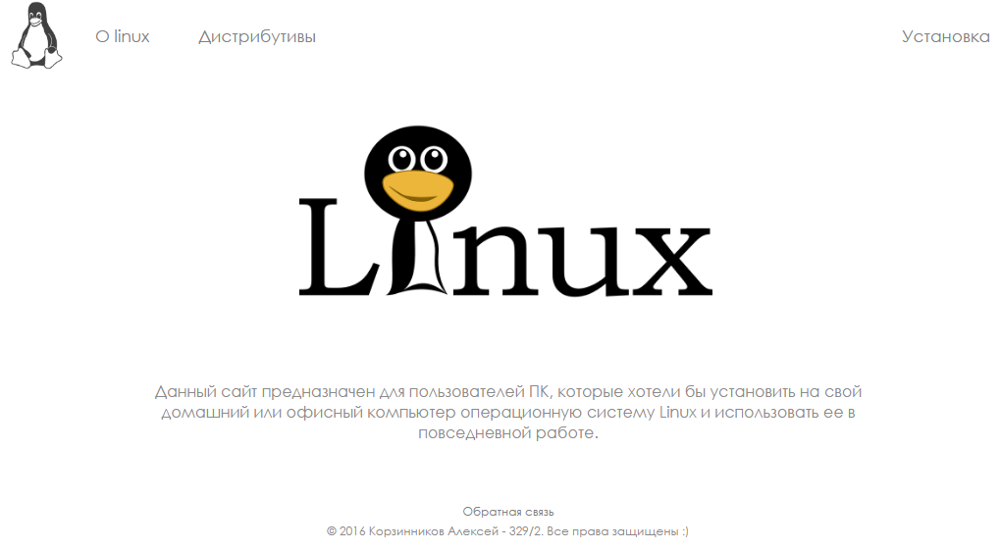 О linux
Дистрибутивы
Установка
Linux
Данный сайт предназначен для пользователей ПК, которые хотели бы установить на свой
домашний или офисный компьютер операционную систему Linux и использовать ее в
повседневной работе.
Обратная связь
© 2016 Корзинников Алексей - 329/2. Все права защищены :)